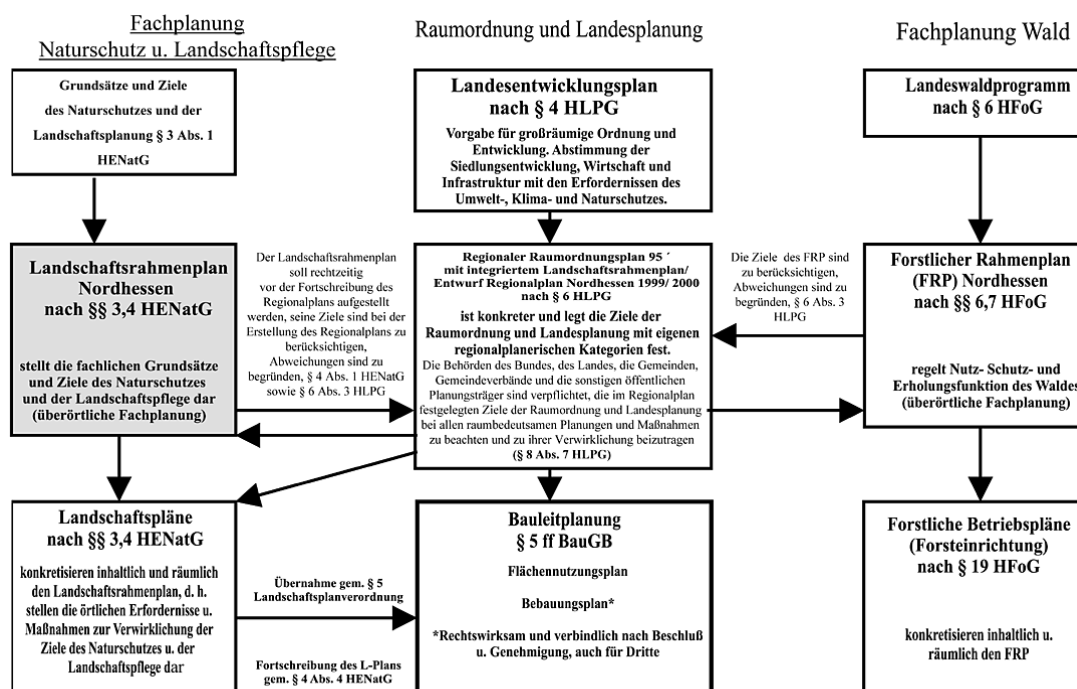 Fachplanung
Naturschutz u. Landschaftspflege
Raumordnung und Landesplanung
Fachplanung Wald
Grundsätze und Ziele
des Naturschutzes und der
Landschaftsplanung § 3 Abs. 1
HENatG
Landesentwicklungsplan
nach § 4 HLPG
Vorgabe für großräumige Ordnung und
Entwicklung. Abstimmung der
Siedlungsentwicklung, Wirtschaft und
Infrastruktur mit den Erfordernissen des
Umwelt-, Klima- und Naturschutzes.
Landeswaldprogramm
nach § 6 HFoG
Landschaftsrahmenplan
Nordhessen
nach §§ 3,4 HENatG
stellt die fachlichen Grundsätze
und Ziele des Naturschutzes
und der Landschaftspflege dar
(überörtliche Fachplanung)
Der Landschaftsrahmenplan
soll rechtzeitig
vor der Fortschreibung des
Regionalplans aufgestellt
werden, seine Ziele sind bei der
Erstellung des Regionalplans zu
berücksichtigen,
Abweichungen sind zu
begründen, § 4 Abs. 1 HENatG
sowie § 6 Abs. 3 HLPG
Regionaler Raumordnungsplan 95 ´
mit integriertem Landschaftsrahmenplan/
Entwurf Regionalplan Nordhessen 1999/ 2000
nach § 6 HLPG
ist konkreter und legt die Ziele der
Raumordnung und Landesplanung mit eigenen
regionalplanerischen Kategorien fest.
Die Behörden des Bundes, des Landes, die Gemeinden,
Gemeindeverbände und die sonstigen öffentlichen
Planungsträger sind verpflichtet, die im Regionalplan
festgelegten Ziele der Raumordnung und Landesplanung
bei allen raumbedeutsamen Planungen und Maßnahmen
zu beachten und zu ihrer Verwirklichung beizutragen
(§ 8 Abs. 7 HLPG)
Die Ziele des FRP sind
zu berücksichtigen,
Abweichungen sind zu
begründen, § 6 Abs. 3
HLPG
Forstlicher Rahmenplan
(FRP) Nordhessen
nach §§ 6,7 HFoG
regelt Nutz- Schutz- und
Erholungsfunktion des Waldes
(überörtliche Fachplanung)
Landschaftspläne
nach §§ 3,4 HENatG
konkretisieren inhaltlich und räumlich
den Landschaftsrahmenplan, d. h.
stellen die örtlichen Erfordernisse u.
Maßnahmen zur Verwirklichung der
Ziele des Naturschutzes u. der
Landschaftspflege dar
Übernahme gem. § 5
Landschaftsplanverordnung
Fortschreibung des L-Plans
gem. § 4 Abs. 4 HENatG
Bauleitplanung
§ 5 ff BauGB
Flächennutzungsplan
Bebauungsplan*
*Rechtswirksam und verbindlich nach Beschluß
u. Genehmigung, auch für Dritte
Forstliche Betriebspläne
(Forsteinrichtung)
nach § 19 HFoG
konkretisieren inhaltlich u.
räumlich den FRP